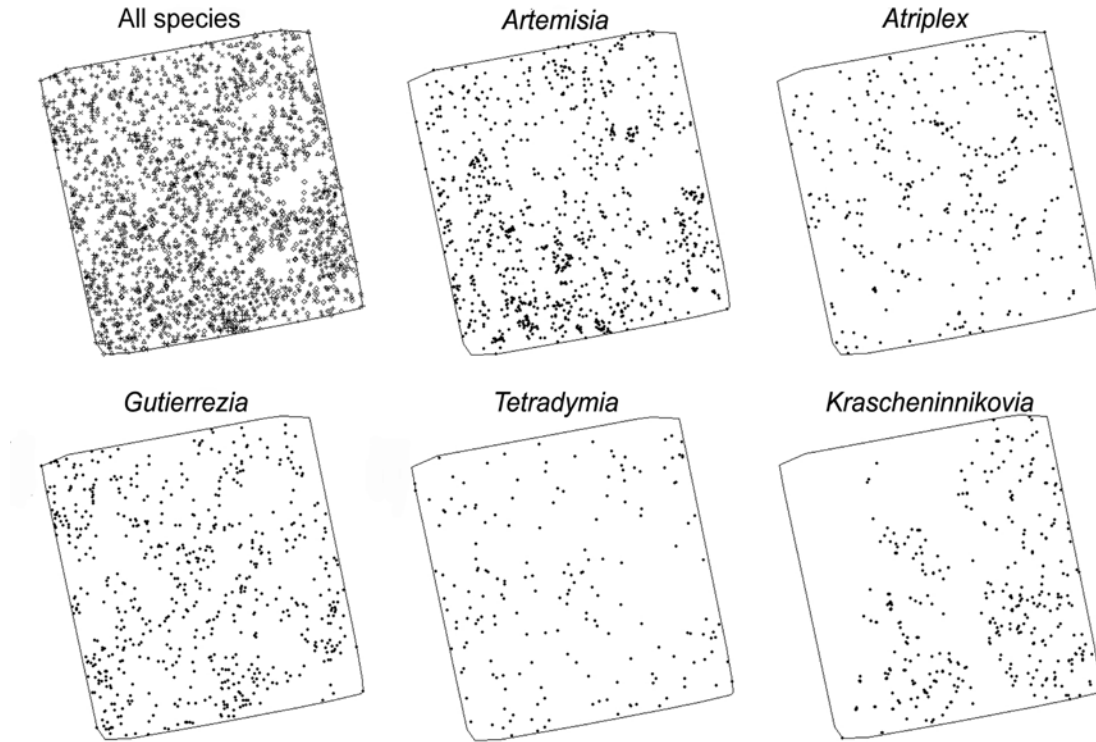 All species
Artemisia
Atriplex
Gutierrezia
Tetradymia
Krascheninnikovia